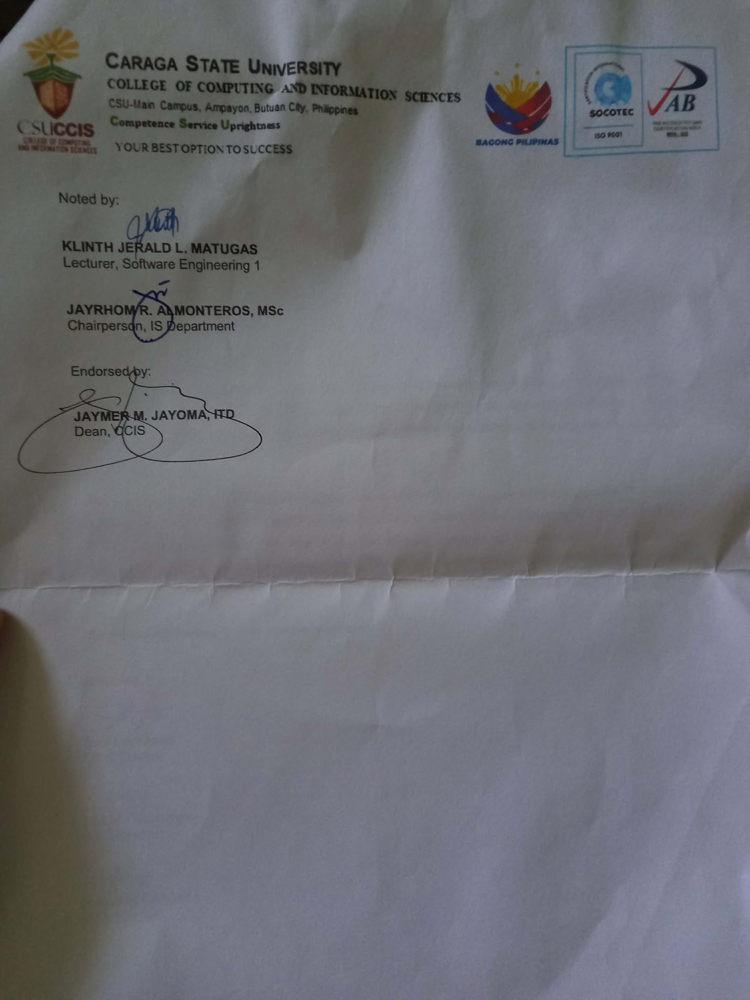 CARAGA STATE UNIVERSITY
COLLEGE OF COMPUTING AND INFORMATION SCIENCES
CSU-Main Campus, Ampayon, Butuan City, Philippines
Competence Service Uprightness
YOUR BEST OPTION TO SUCCESS
CSUCCIS
COLLEGE OF COMPUTING
AND INFORMATION SCIENCES
BAGONG PILIPINAS
SOCOTEC
ISO 9001
PAB
Noted by:
KLINTH JERALD L. MATUGAS
Lecturer, Software Engineering 1
JAYRHOM R. ALMONTEROS, MSc
Chairperson, IS Department
Endorsed by:
JAYMER M. JAYOMA, ITD
Dean, CCIS